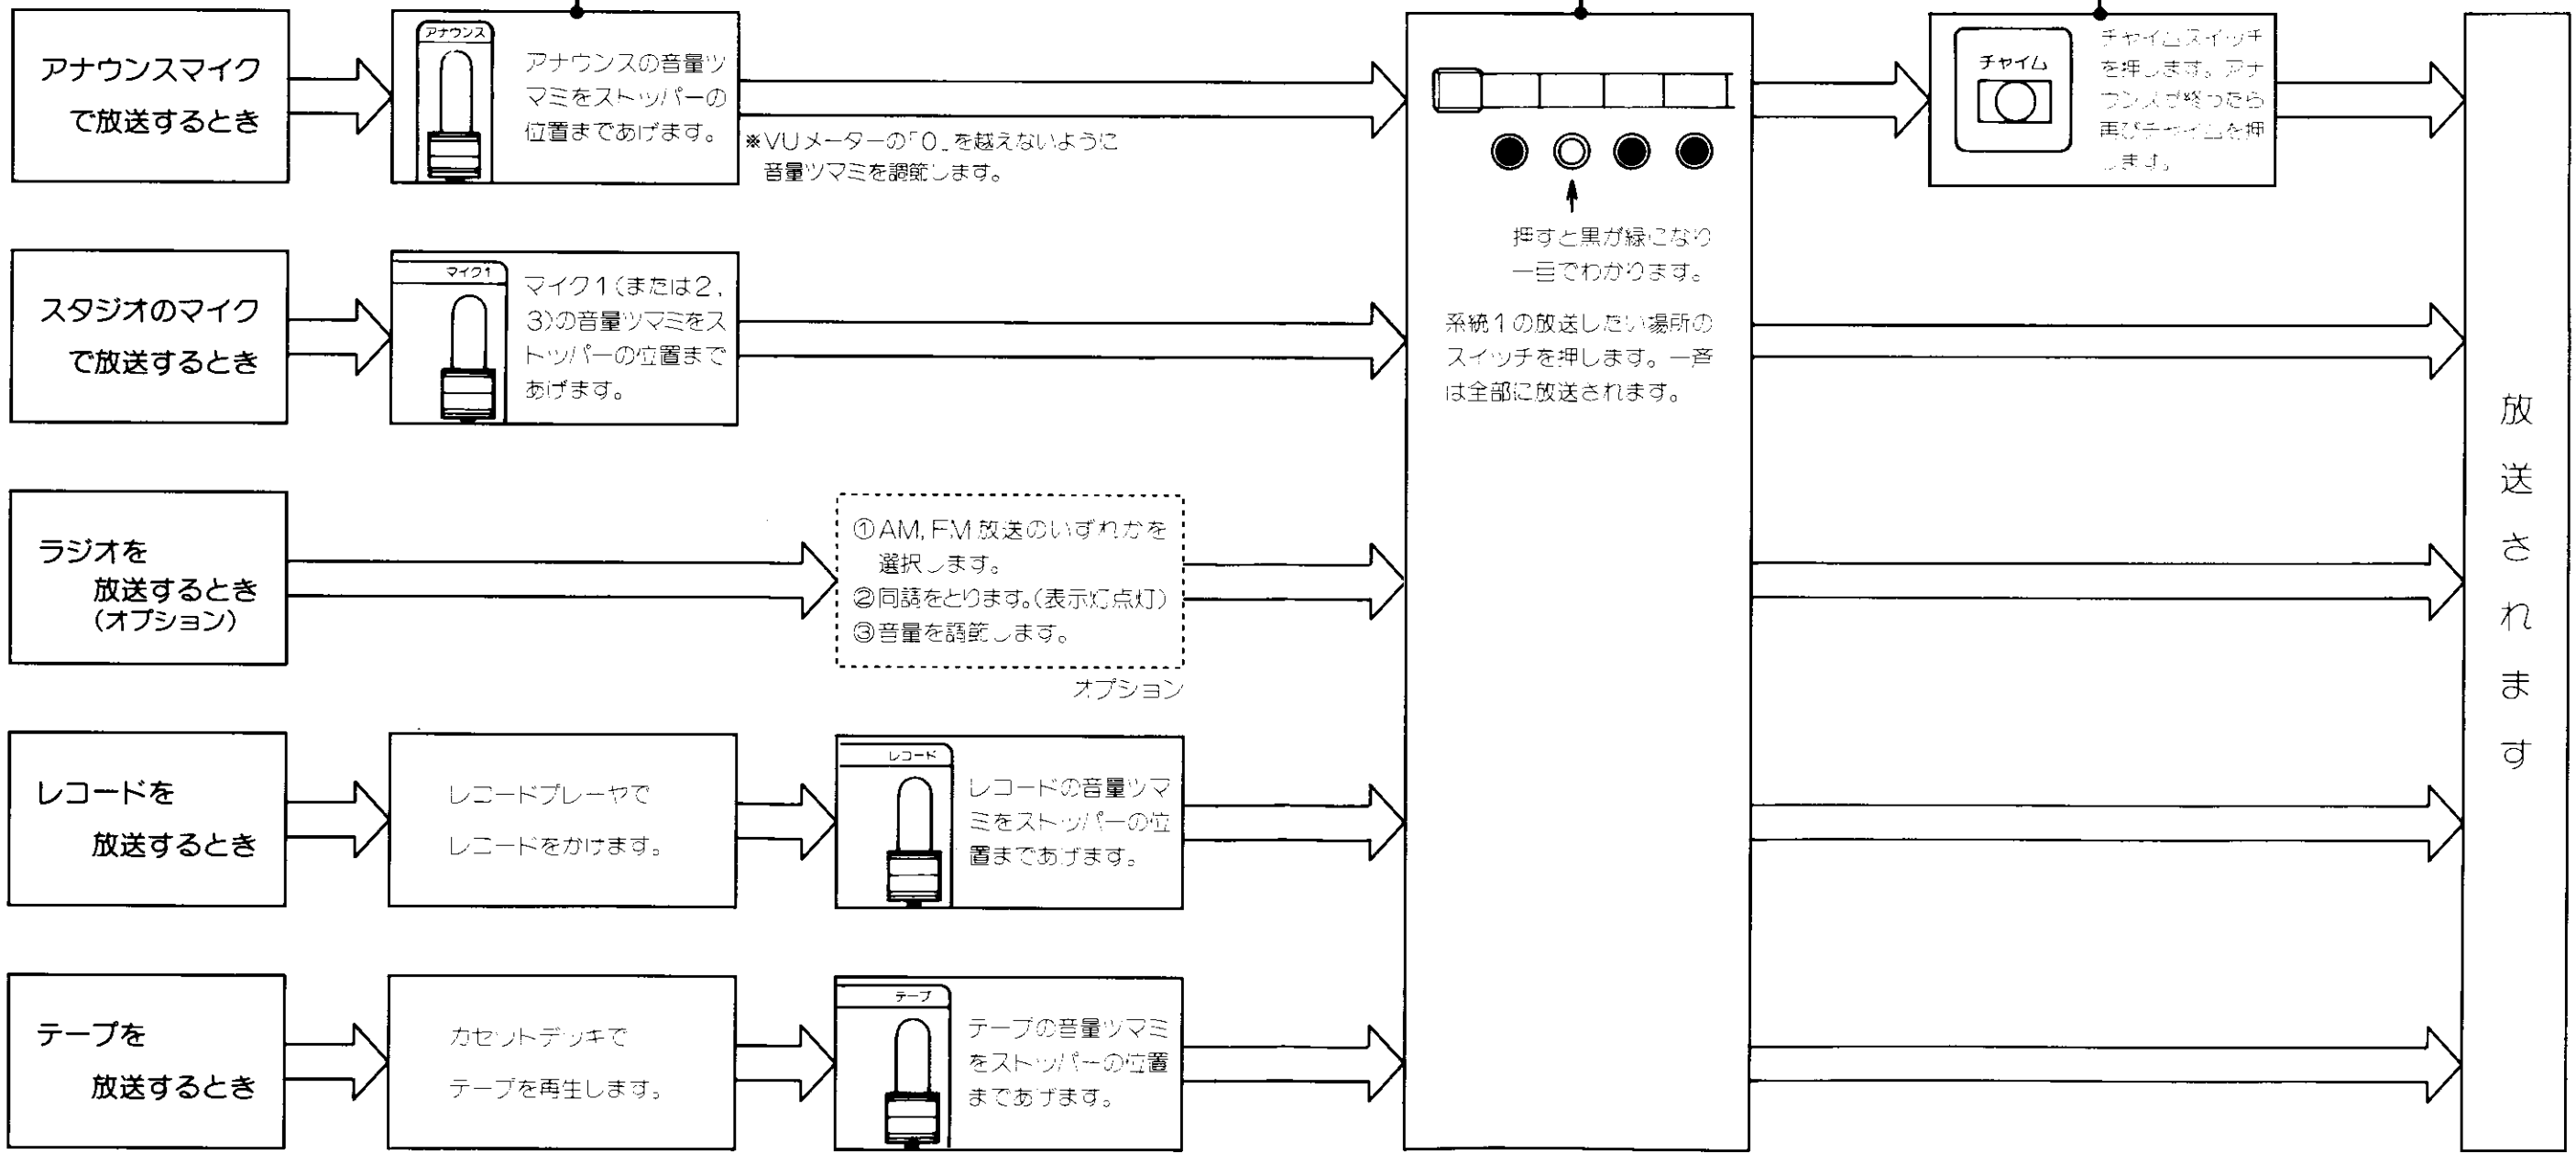 アナウンスマイク
で放送するとき
アナウンス
アナウンスの音量ツ
マミをストッパーの
位置まであげます。
※VUメーターの「0」を越えないように
音量ツマミを調節します。
押すと黒が緑になり
一目でわかります。
系統1の放送したい場所の
スイッチを押します。一斉
は全部に放送されます。
チャイム
チャイムスイッチ
を押します。アナ
ウンスが終ったら
再びチャイムを押
します。
スタジオのマイク
で放送するとき
マイク1
マイク1(または2,
3)の音量ツマミをス
トッパーの位置まで
あげます。
ラジオを
放送するとき
(オプション)
①AM,FM放送のいずれかを
選択します。
②同調をとります。(表示灯点灯)
③音量を調節します。
オプション
レコードを
放送するとき
レコードプレーヤで
レコードをかけます。
レコード
レコードの音量ツマ
ミをストッパーの位
置まであげます。
テープを
放送するとき
カセットデッキで
テープを再生します。
テープ
テープの音量ツマミ
をストッパーの位置
まであげます。
放送されます